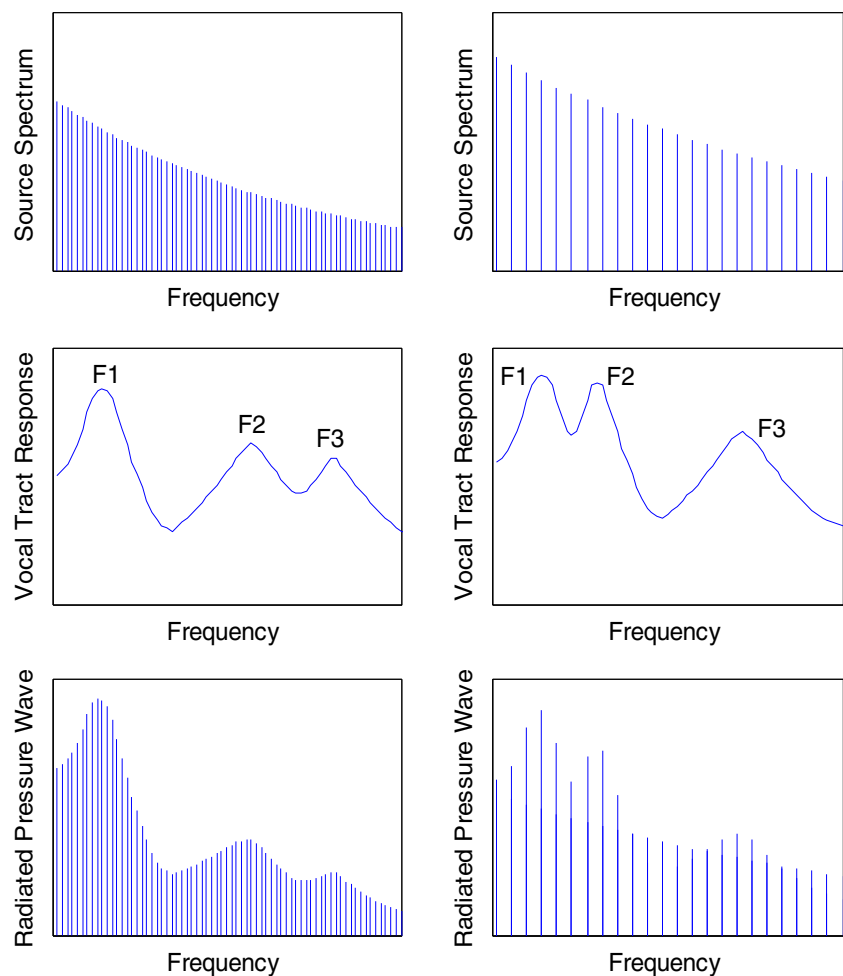 Source Spectrum
Frequency
Source Spectrum
Frequency
Vocal Tract Response
F1
F2
F3
Frequency
Vocal Tract Response
F1
F2
F3
Frequency
Radiated Pressure Wave
Frequency
Radiated Pressure Wave
Frequency